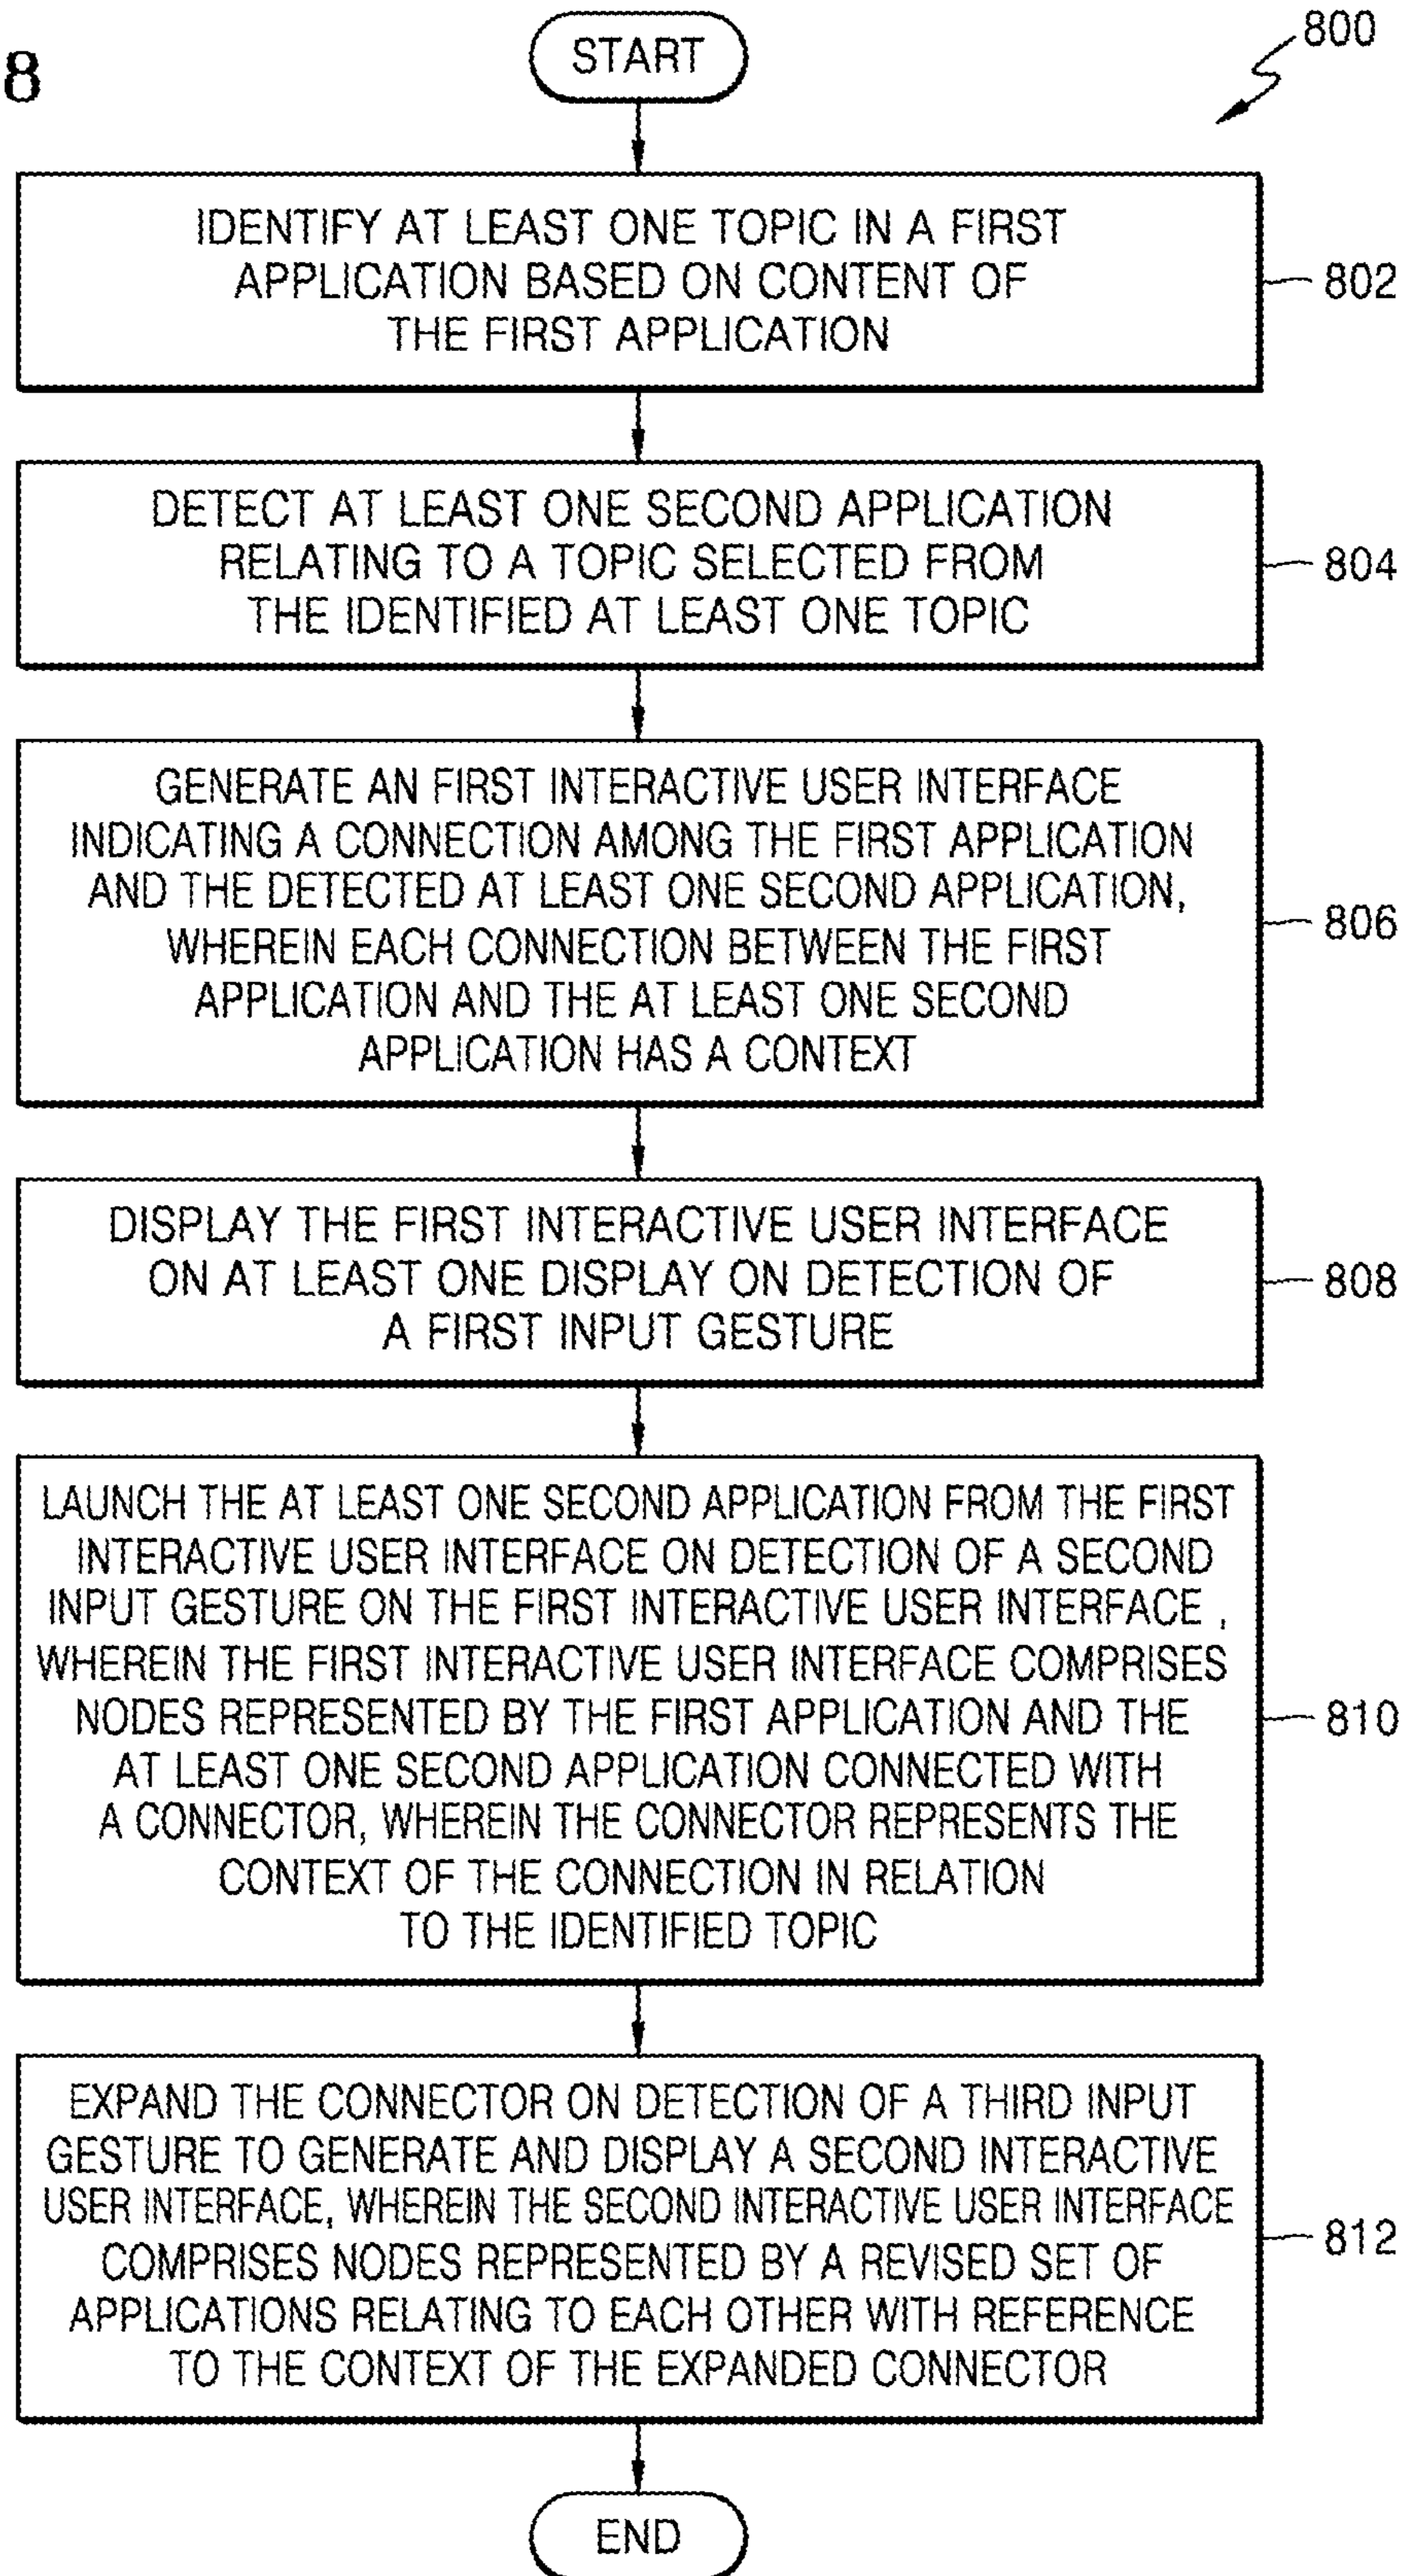 8
START
800
IDENTIFY AT LEAST ONE TOPIC IN A FIRST
APPLICATION BASED ON CONTENT OF
THE FIRST APPLICATION
802
DETECT AT LEAST ONE SECOND APPLICATION
RELATING TO A TOPIC SELECTED FROM
THE IDENTIFIED AT LEAST ONE TOPIC
804
GENERATE AN FIRST INTERACTIVE USER INTERFACE
INDICATING A CONNECTION AMONG THE FIRST APPLICATION
AND THE DETECTED AT LEAST ONE SECOND APPLICATION,
WHEREIN EACH CONNECTION BETWEEN THE FIRST
APPLICATION AND THE AT LEAST ONE SECOND
APPLICATION HAS A CONTEXT
806
DISPLAY THE FIRST INTERACTIVE USER INTERFACE
ON AT LEAST ONE DISPLAY ON DETECTION OF
A FIRST INPUT GESTURE
808
LAUNCH THE AT LEAST ONE SECOND APPLICATION FROM THE FIRST
INTERACTIVE USER INTERFACE ON DETECTION OF A SECOND
INPUT GESTURE ON THE FIRST INTERACTIVE USER INTERFACE ,
WHEREIN THE FIRST INTERACTIVE USER INTERFACE COMPRISES
NODES REPRESENTED BY THE FIRST APPLICATION AND THE
AT LEAST ONE SECOND APPLICATION CONNECTED WITH
A CONNECTOR, WHEREIN THE CONNECTOR REPRESENTS THE
CONTEXT OF THE CONNECTION IN RELATION
TO THE IDENTIFIED TOPIC
810
EXPAND THE CONNECTOR ON DETECTION OF A THIRD INPUT
GESTURE TO GENERATE AND DISPLAY A SECOND INTERACTIVE
USER INTERFACE, WHEREIN THE SECOND INTERACTIVE USER INTERFACE
COMPRISES NODES REPRESENTED BY A REVISED SET OF
APPLICATIONS RELATING TO EACH OTHER WITH REFERENCE
TO THE CONTEXT OF THE EXPANDED CONNECTOR
812
END